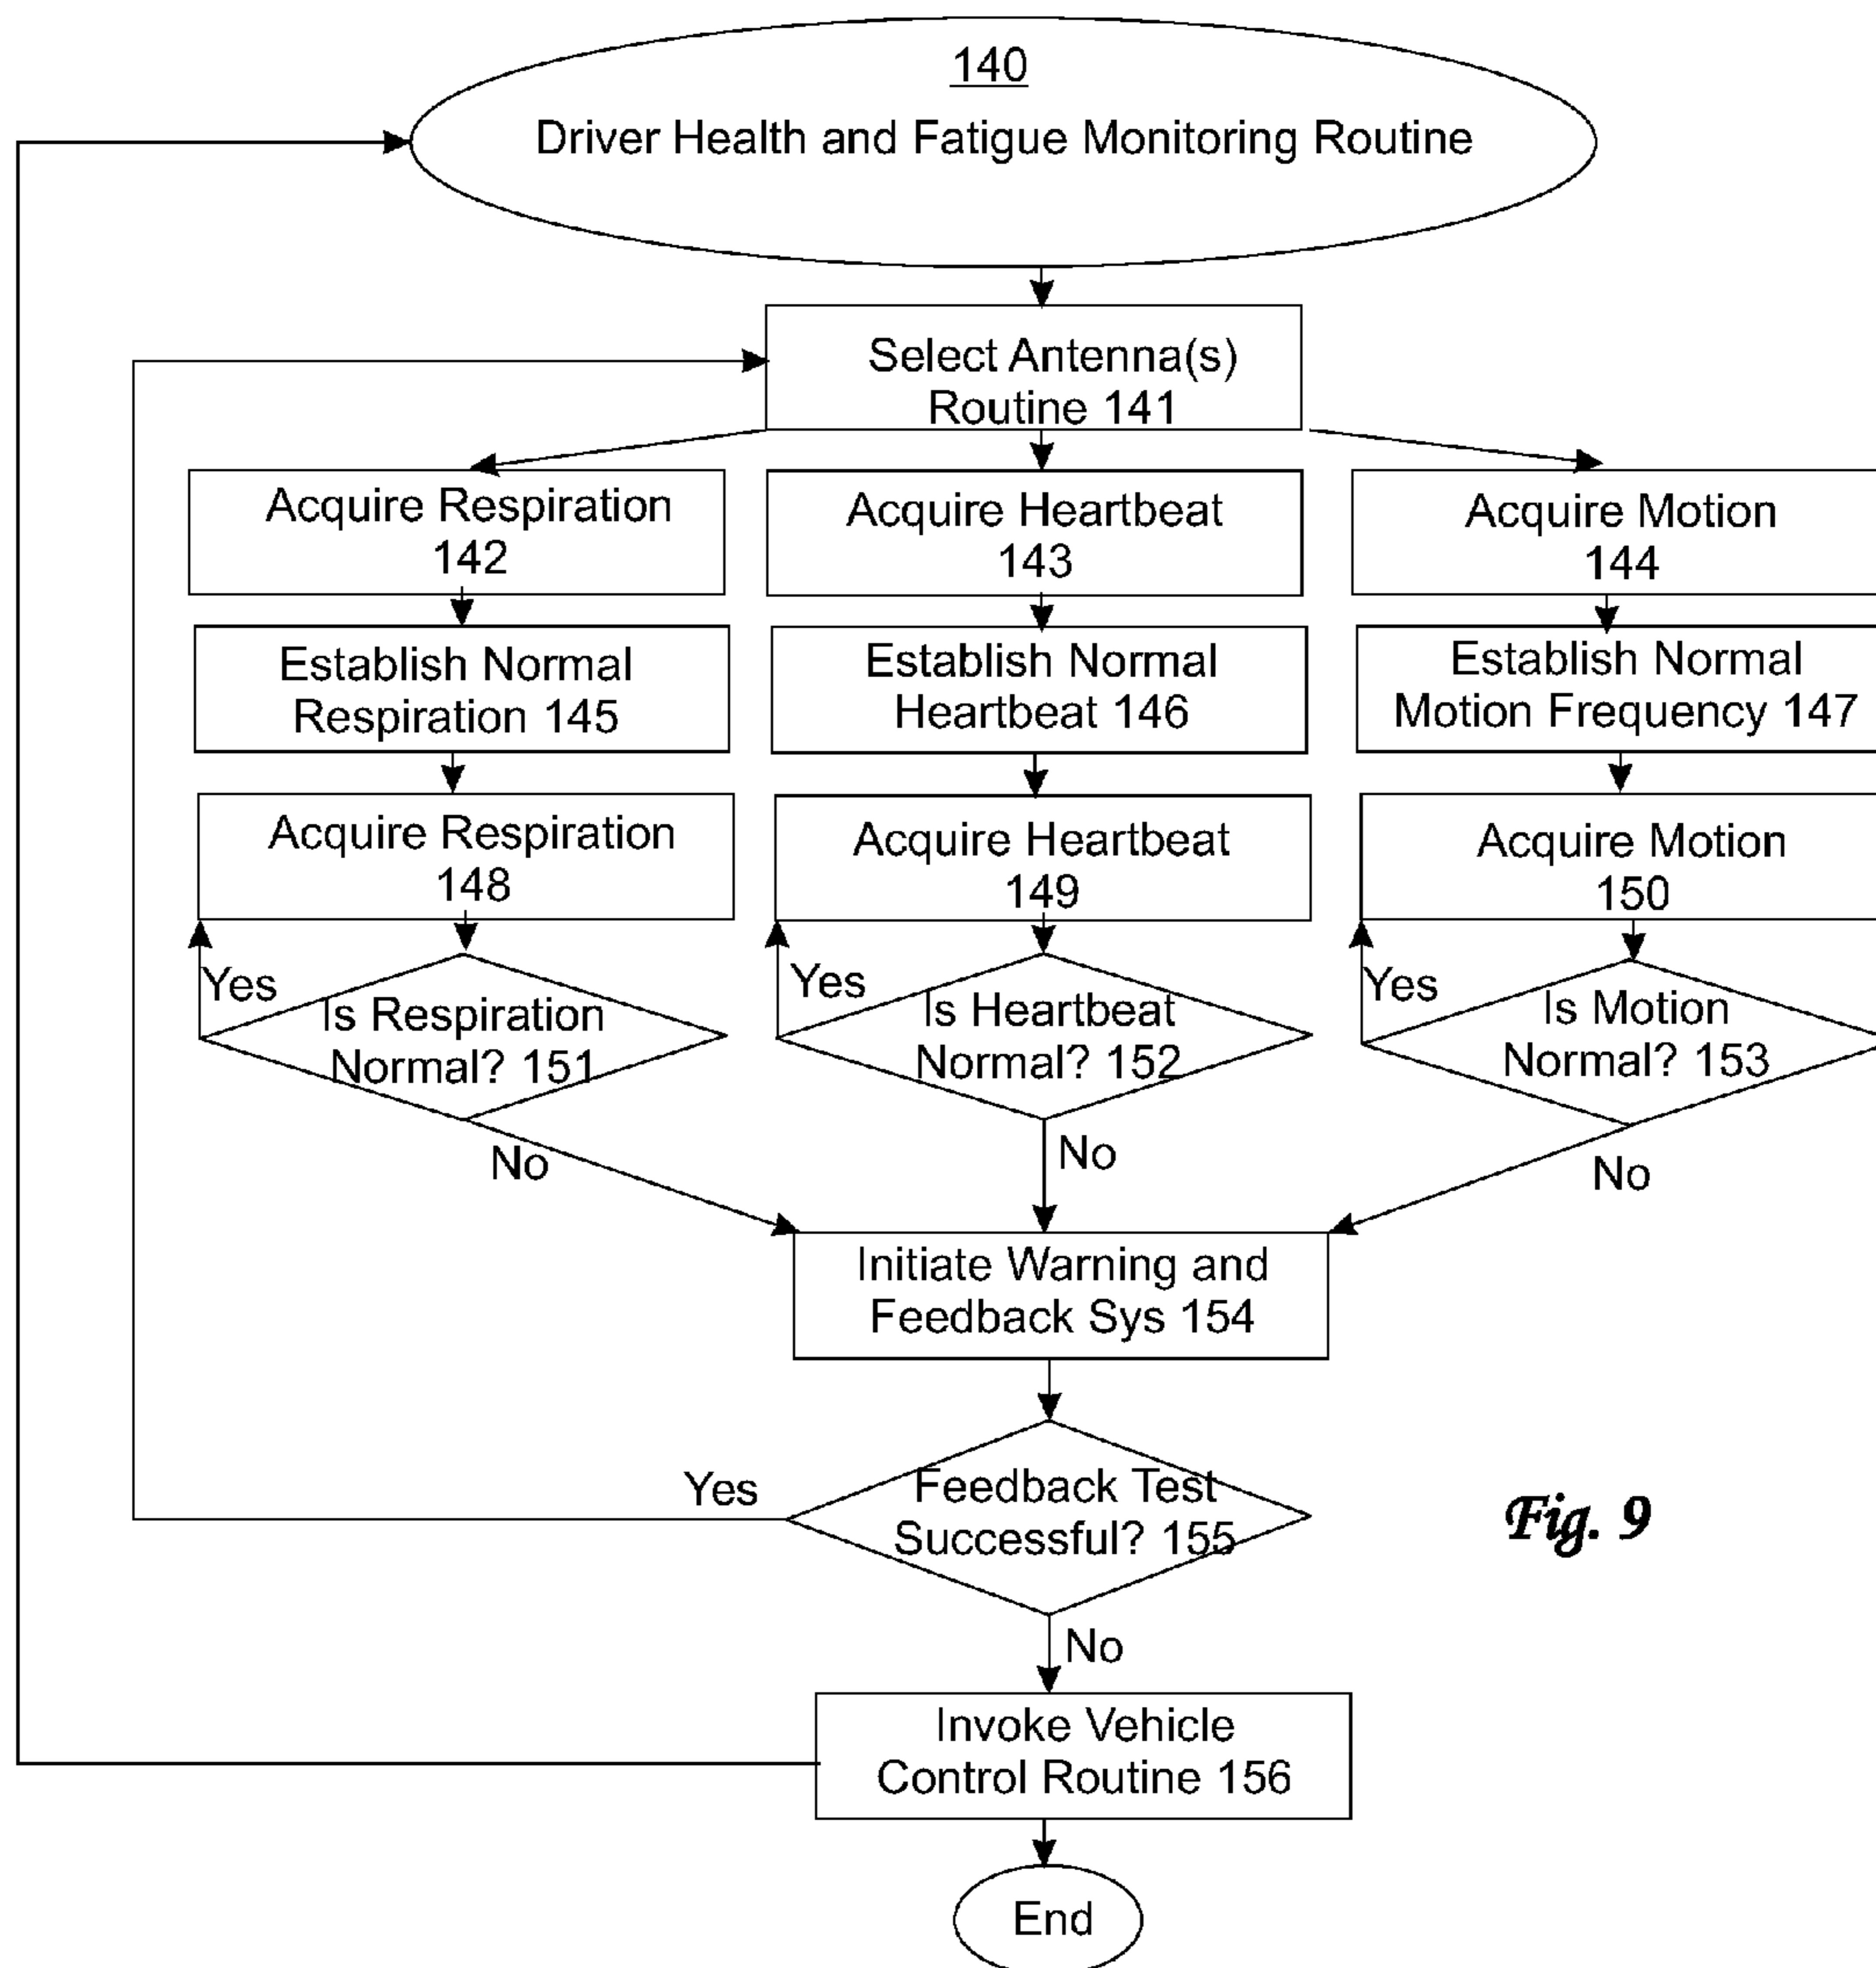 140
Driver Health and Fatigue Monitoring Routine
Select Antenna(s)
Routine 141
Acquire Respiration
142
Acquire Heartbeat
143
Acquire Motion
144
Establish Normal
Respiration 145
Establish Normal
Heartbeat 146
Establish Normal
Motion Frequency 147
Acquire Respiration
148
Acquire Heartbeat
149
Acquire Motion
150
Yes
Is Respiration
Normal? 151
Yes
Is Heartbeat
Normal? 152
Yes
Is Motion
Normal? 153
No
No
No
Initiate Warning and
Feedback Sys 154
Yes
Feedback Test
Successful? 155
Fig. 9
No
Invoke Vehicle
Control Routine 156
End